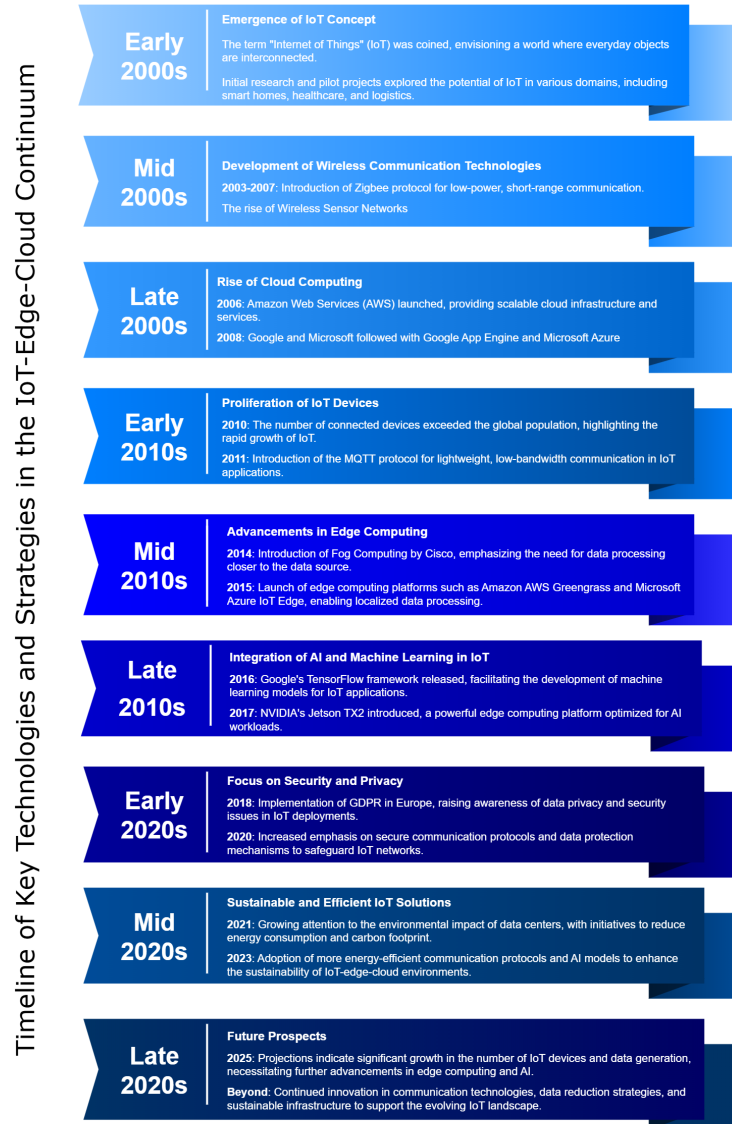 Timeline of Key Technologies and Strategies in the IoT-Edge-Cloud Continuum
Early
2000s
Emergence of IoT Concept
The term "Internet of Things" (IoT) was coined, envisioning a world where everyday objects
are interconnected.
Initial research and pilot projects explored the potential of IoT in various domains, including
smart homes, healthcare, and logistics.
Mid
2000s
Development of Wireless Communication Technologies
2003-2007: Introduction of Zigbee protocol for low-power, short-range communication.
The rise of Wireless Sensor Networks
Late
2000s
Rise of Cloud Computing
2006: Amazon Web Services (AWS) launched, providing scalable cloud infrastructure and
services.
2008: Google and Microsoft followed with Google App Engine and Microsoft Azure
Early
2010s
Proliferation of IoT Devices
2010: The number of connected devices exceeded the global population, highlighting the
rapid growth of IoT.
2011: Introduction of the MQTT protocol for lightweight, low-bandwidth communication in IoT
applications.
Mid
2010s
Advancements in Edge Computing
2014: Introduction of Fog Computing by Cisco, emphasizing the need for data processing
closer to the data source.
2015: Launch of edge computing platforms such as Amazon AWS Greengrass and Microsoft
Azure IoT Edge, enabling localized data processing.
Late
2010s
Integration of AI and Machine Learning in IoT
2016: Google's TensorFlow framework released, facilitating the development of machine
learning models for IoT applications.
2017: NVIDIA's Jetson TX2 introduced, a powerful edge computing platform optimized for AI
workloads.
Early
2020s
Focus on Security and Privacy
2018: Implementation of GDPR in Europe, raising awareness of data privacy and security
issues in IoT deployments.
2020: Increased emphasis on secure communication protocols and data protection
mechanisms to safeguard IoT networks.
Mid
2020s
Sustainable and Efficient IoT Solutions
2021: Growing attention to the environmental impact of data centers, with initiatives to reduce
energy consumption and carbon footprint.
2023: Adoption of more energy-efficient communication protocols and AI models to enhance
the sustainability of IoT-edge-cloud environments.
Late
2020s
Future Prospects
2025: Projections indicate significant growth in the number of IoT devices and data generation,
necessitating further advancements in edge computing and AI.
Beyond: Continued innovation in communication technologies, data reduction strategies, and
sustainable infrastructure to support the evolving IoT landscape.